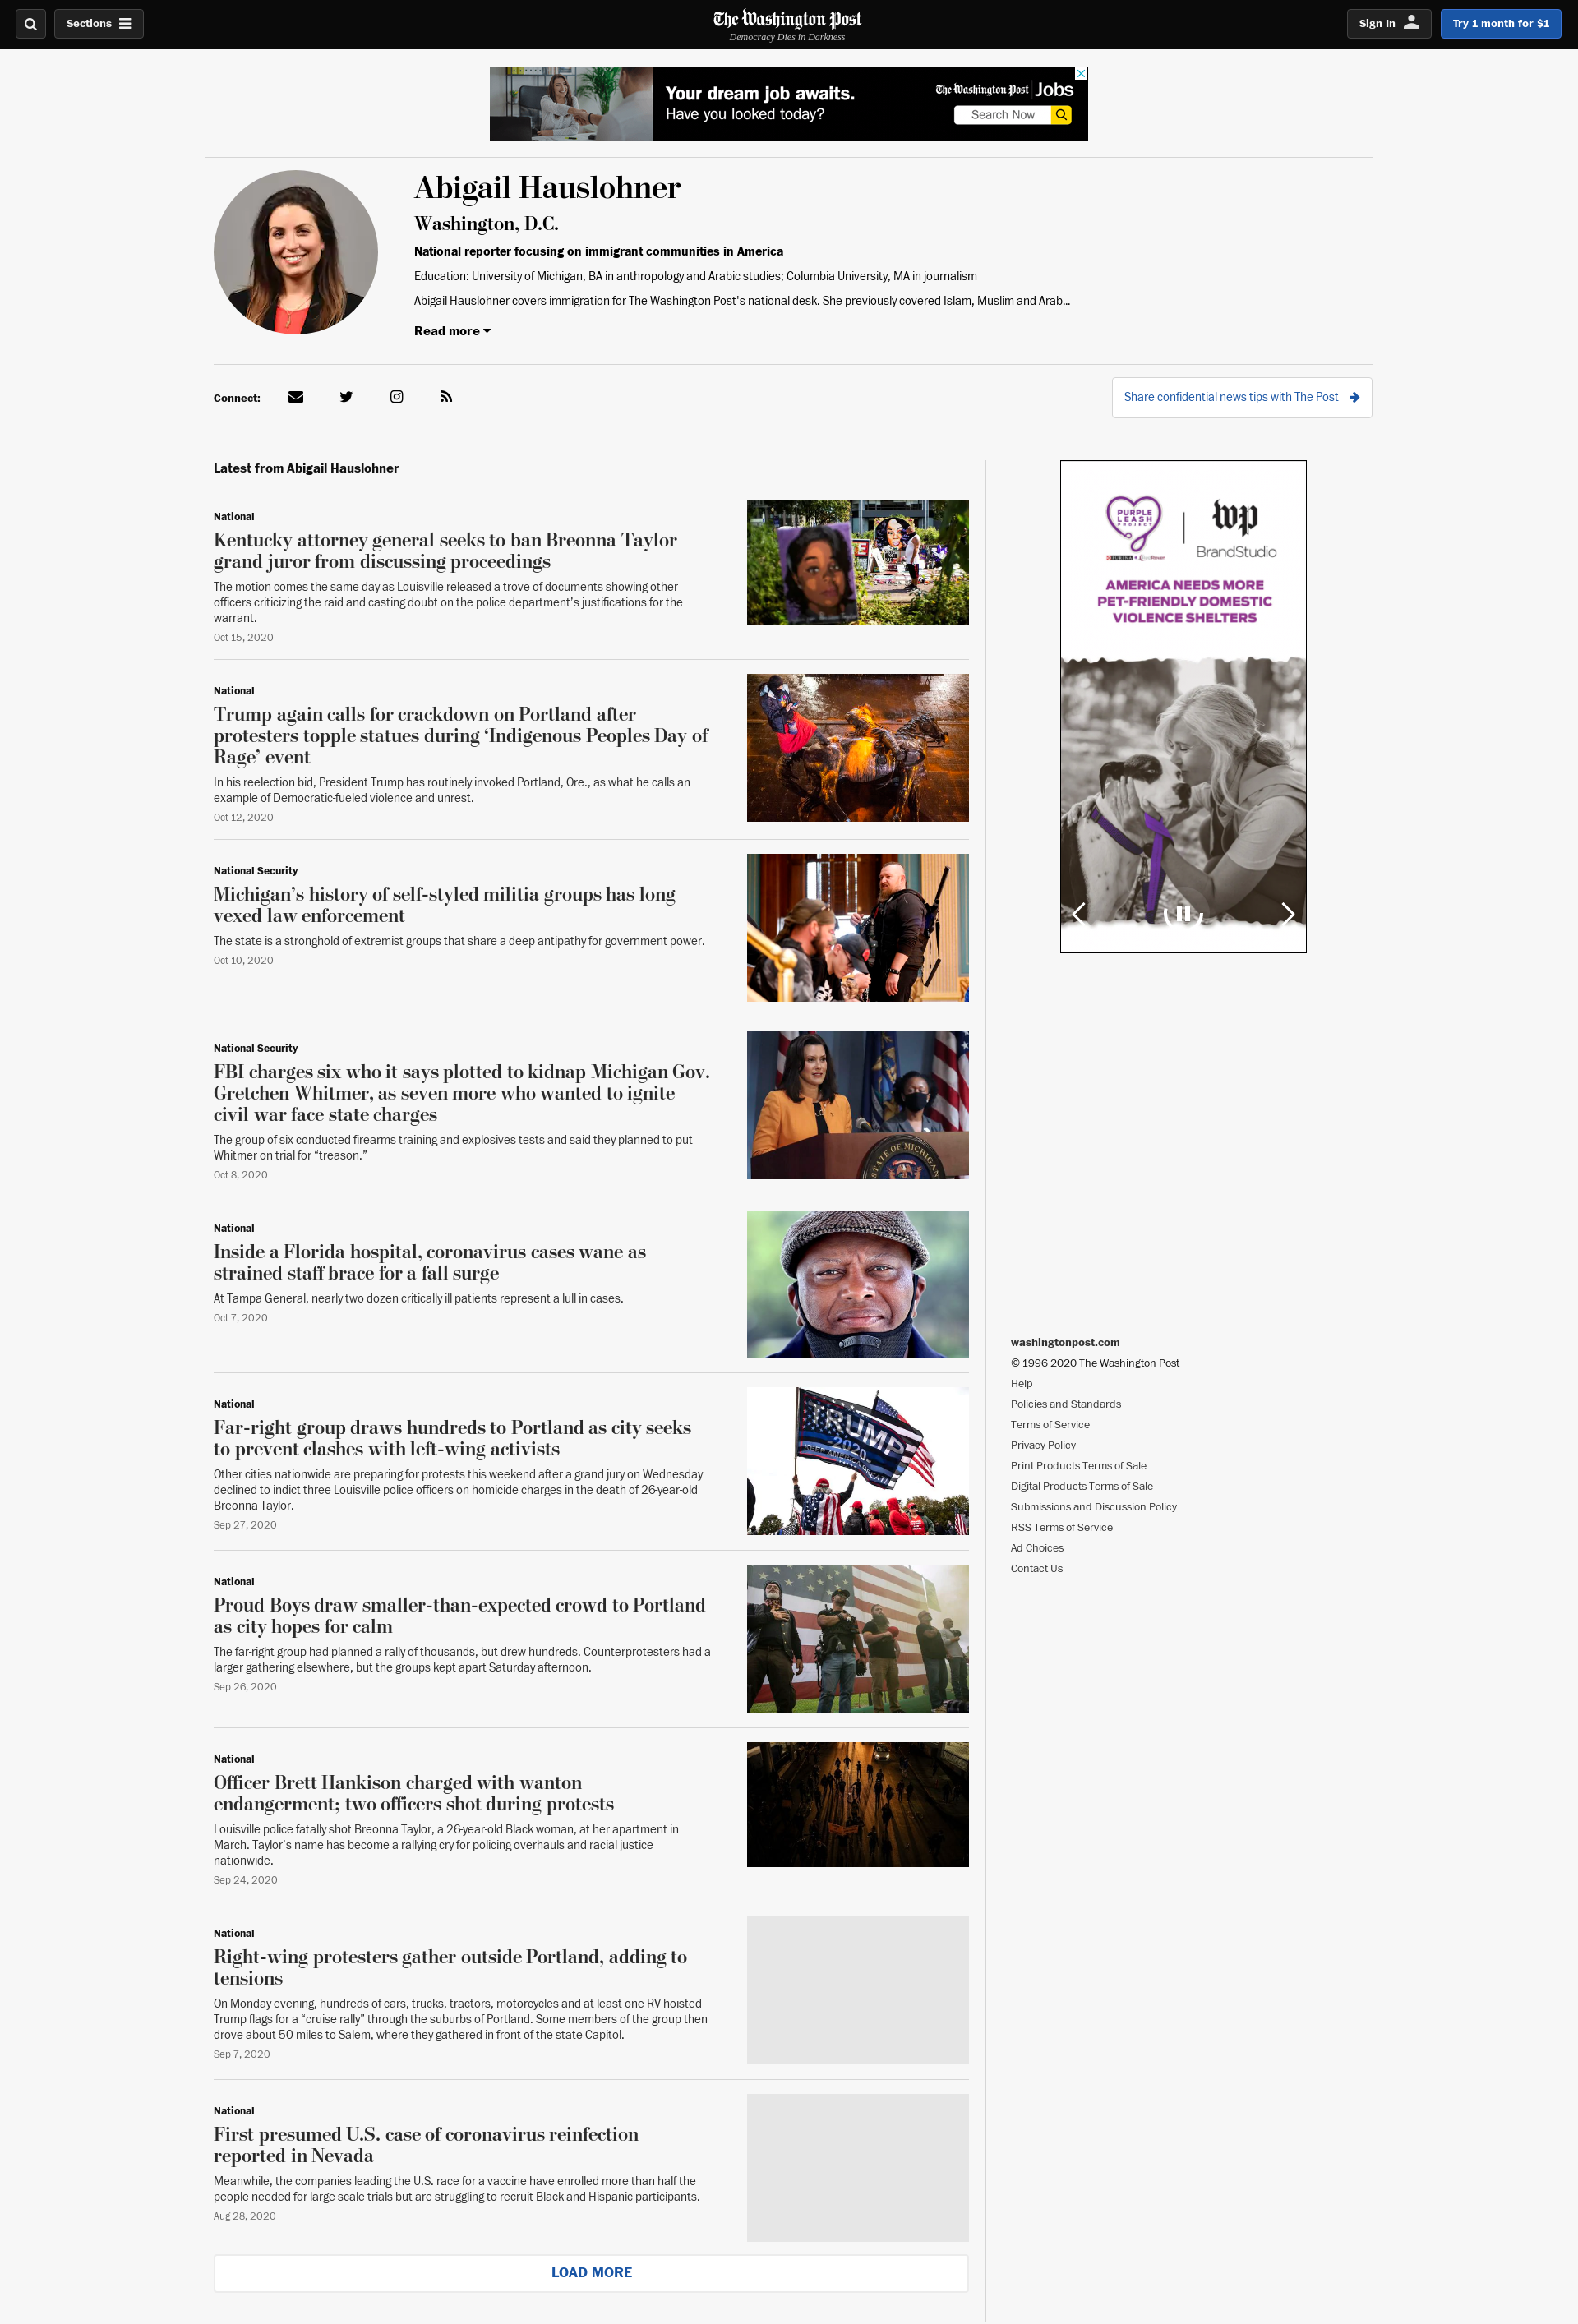 Sections
The Washington Post
Democracy Dies in Darkness
Sign In
Try 1 month for $1
Your dream job awaits.
Have you looked today?
The Washington Post Jobs
Search Now
Abigail Hauslohner
Washington, D.C.
National reporter focusing on immigrant communities in America
Education: University of Michigan, BA in anthropology and Arabic studies; Columbia University, MA in journalism
Abigail Hauslohner covers immigration for The Washington Post's national desk. She previously covered Islam, Muslim and Arab...
Read more
Connect:
Share confidential news tips with The Post
Latest from Abigail Hauslohner
National
Kentucky attorney general seeks to ban Breonna Taylor
grand juror from discussing proceedings
The motion comes the same day as Louisville released a trove of documents showing other
officers criticizing the raid and casting doubt on the police department's justifications for the
warrant.
Oct 15, 2020
National
Trump again calls for crackdown on Portland after
protesters topple statues during ‘Indigenous Peoples Day of
Rage’ event
In his reelection bid, President Trump has routinely invoked Portland, Ore., as what he calls an
example of Democratic-fueled violence and unrest.
Oct 12, 2020
National Security
Michigan’s history of self-styled militia groups has long
vexed law enforcement
The state is a stronghold of extremist groups that share a deep antipathy for government power.
Oct 10, 2020
National Security
FBI charges six who it says plotted to kidnap Michigan Gov.
Gretchen Whitmer, as seven more who wanted to ignite
civil war face state charges
The group of six conducted firearms training and explosives tests and said they planned to put
Whitmer on trial for “treason.”
Oct 8, 2020
STATE OF MICHIGAN
National
Inside a Florida hospital, coronavirus cases wane as
strained staff brace for a fall surge
At Tampa General, nearly two dozen critically ill patients represent a lull in cases.
Oct 7, 2020
National
Far-right group draws hundreds to Portland as city seeks
to prevent clashes with left-wing activists
Other cities nationwide are preparing for protests this weekend after a grand jury on Wednesday
declined to indict three Louisville police officers on homicide charges in the death of 26-year-old
Breonna Taylor.
Sep 27, 2020
TRUMP
2020
KEEP AMERICA GREAT!
National
Proud Boys draw smaller-than-expected crowd to Portland
as city hopes for calm
The far-right group had planned a rally of thousands, but drew hundreds. Counterprotesters had a
larger gathering elsewhere, but the groups kept apart Saturday afternoon.
Sep 26, 2020
National
Officer Brett Hankison charged with wanton
endangerment; two officers shot during protests
Louisville police fatally shot Breonna Taylor, a 26-year-old Black woman, at her apartment in
March. Taylor’s name has become a rallying cry for policing overhauls and racial justice
nationwide.
Sep 24, 2020
National
Right-wing protesters gather outside Portland, adding to
tensions
On Monday evening, hundreds of cars, trucks, tractors, motorcycles and at least one RV hoisted
Trump flags for a “cruise rally” through the suburbs of Portland. Some members of the group then
drove about 50 miles to Salem, where they gathered in front of the state Capitol.
Sep 7, 2020
National
First presumed U.S. case of coronavirus reinfection
reported in Nevada
Meanwhile, the companies leading the U.S. race for a vaccine have enrolled more than half the
people needed for large-scale trials but are struggling to recruit Black and Hispanic participants.
Aug 28, 2020
LOAD MORE
PURPLE
LEASH
PROJECT
PURINA
wp
BrandStudio
AMERICA NEEDS MORE
PET-FRIENDLY DOMESTIC
VIOLENCE SHELTERS
washingtonpost.com
© 1996-2020 The Washington Post
Help
Policies and Standards
Terms of Service
Privacy Policy
Print Products Terms of Sale
Digital Products Terms of Sale
Submissions and Discussion Policy
RSS Terms of Service
Ad Choices
Contact Us